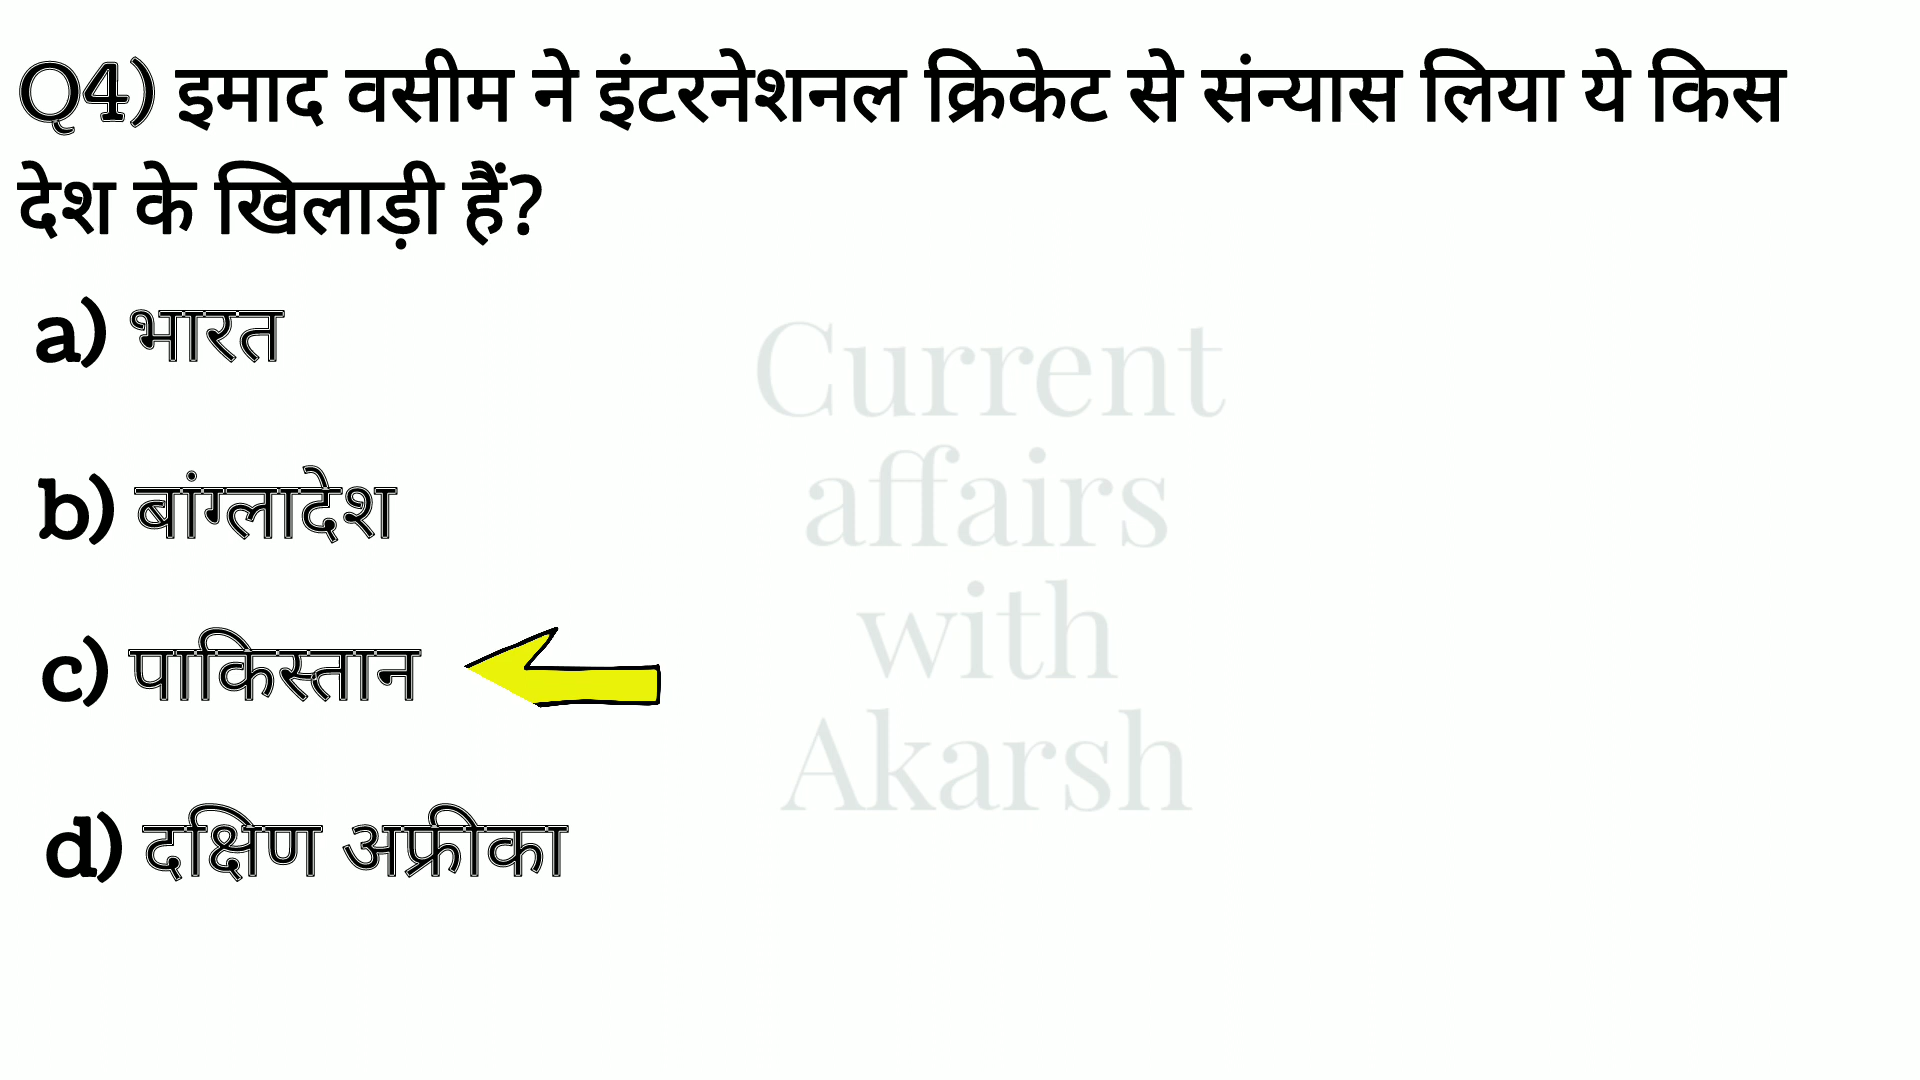 Q4) इमाद वसीम ने इंटरनेशनल क्रिकेट से संन्यास लिया ये किस
देश के खिलाड़ी हैं?
a) भारत
b) बांग्लादेश
c) पाकिस्तान
d) दक्षिण अफ्रीका
Current
affairs
with
Akarsh